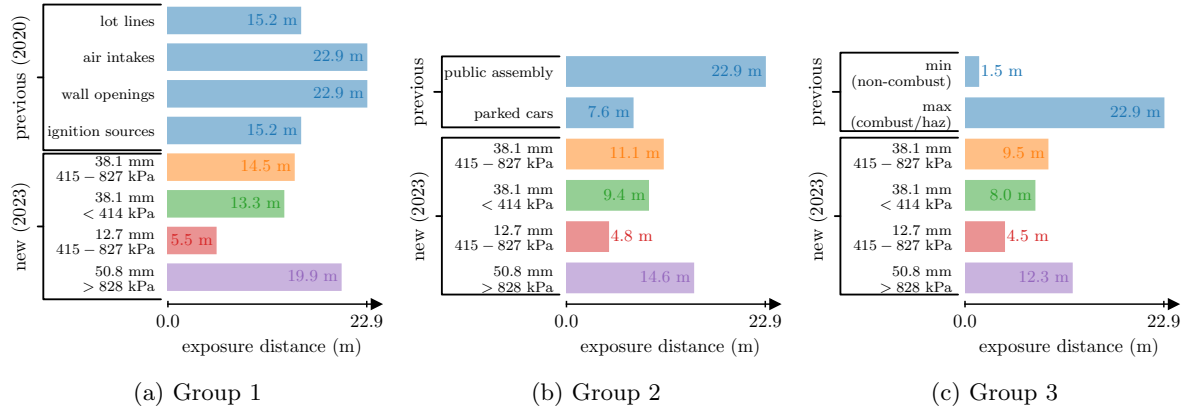 previous (2020)
lot lines
15.2 m
air intakes
22.9 m
wall openings
22.9 m
ignition sources
15.2 m
new (2023)
38.1 mm
415 − 827 kPa
14.5 m
38.1 mm
< 414 kPa
13.3 m
12.7 mm
415 − 827 kPa
5.5 m
50.8 mm
> 828 kPa
19.9 m
0.0
22.9
exposure distance (m)
(a) Group 1
previous
public assembly
22.9 m
parked cars
7.6 m
new (2023)
38.1 mm
415 − 827 kPa
11.1 m
38.1 mm
< 414 kPa
9.4 m
12.7 mm
415 − 827 kPa
4.8 m
50.8 mm
> 828 kPa
14.6 m
0.0
22.9
exposure distance (m)
(b) Group 2
previous
min
(non-combust)
1.5 m
max
(combust/haz)
22.9 m
new (2023)
38.1 mm
415 − 827 kPa
9.5 m
38.1 mm
< 414 kPa
8.0 m
12.7 mm
415 − 827 kPa
4.5 m
50.8 mm
> 828 kPa
12.3 m
0.0
22.9
exposure distance (m)
(c) Group 3